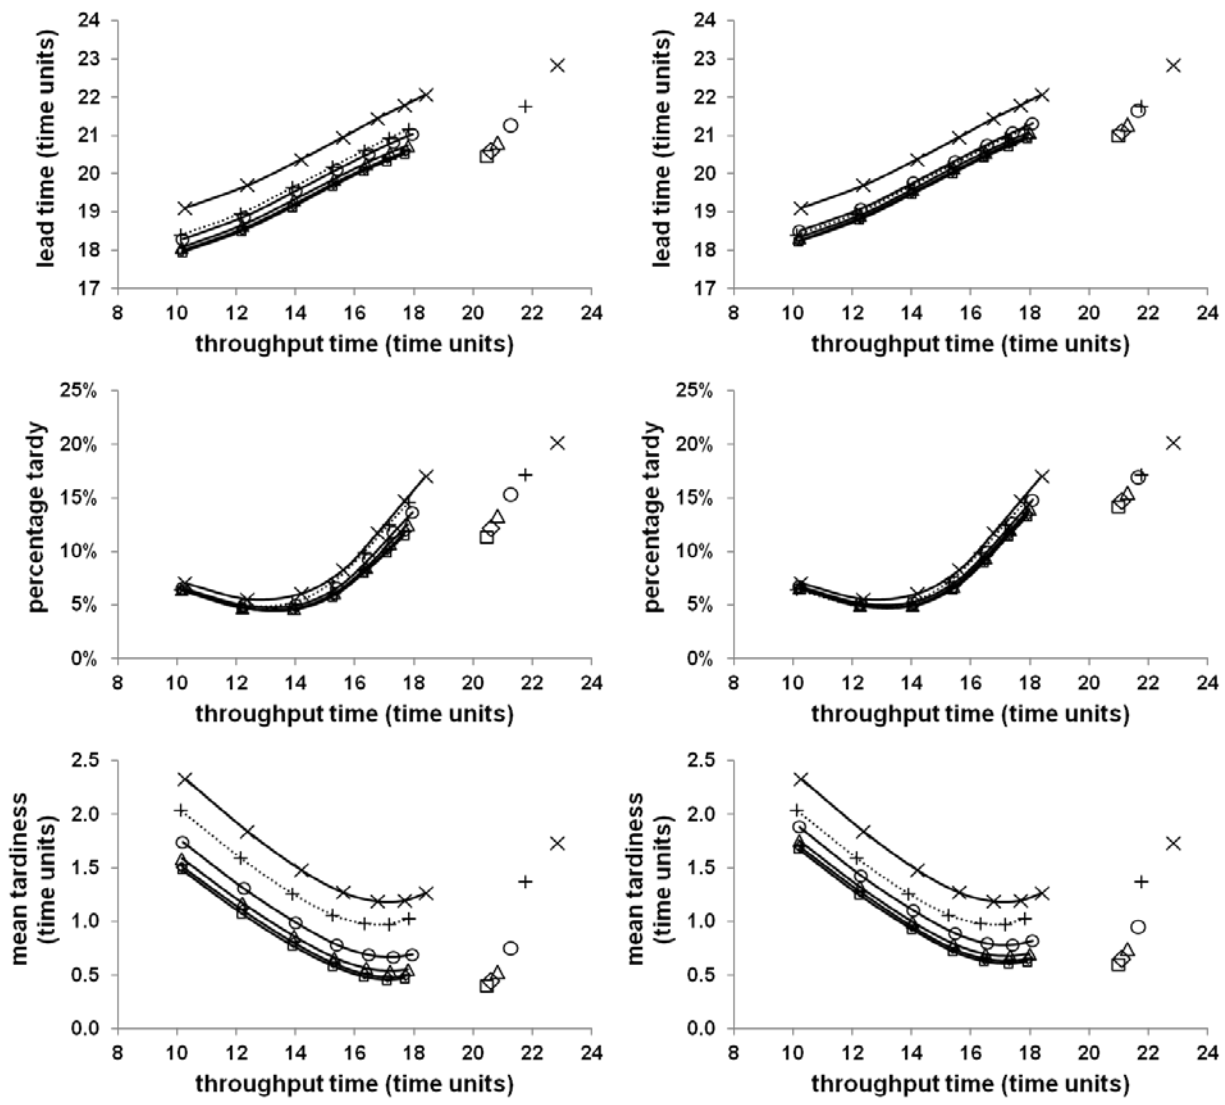 24
23
22
21
20
19
18
17
lead time (time units)
8 10 12 14 16 18 20 22 24
throughput time (time units)
24
23
22
21
20
19
18
17
lead time (time units)
8 10 12 14 16 18 20 22 24
throughput time (time units)
25%
20%
15%
10%
5%
0%
percentage tardy
8 10 12 14 16 18 20 22 24
throughput time (time units)
25%
20%
15%
10%
5%
0%
percentage tardy
8 10 12 14 16 18 20 22 24
throughput time (time units)
2.5
2.0
1.5
1.0
0.5
0.0
mean tardiness
(time units)
8 10 12 14 16 18 20 22 24
throughput time (time units)
2.5
2.0
1.5
1.0
0.5
0.0
mean tardiness
(time units)
8 10 12 14 16 18 20 22 24
throughput time (time units)